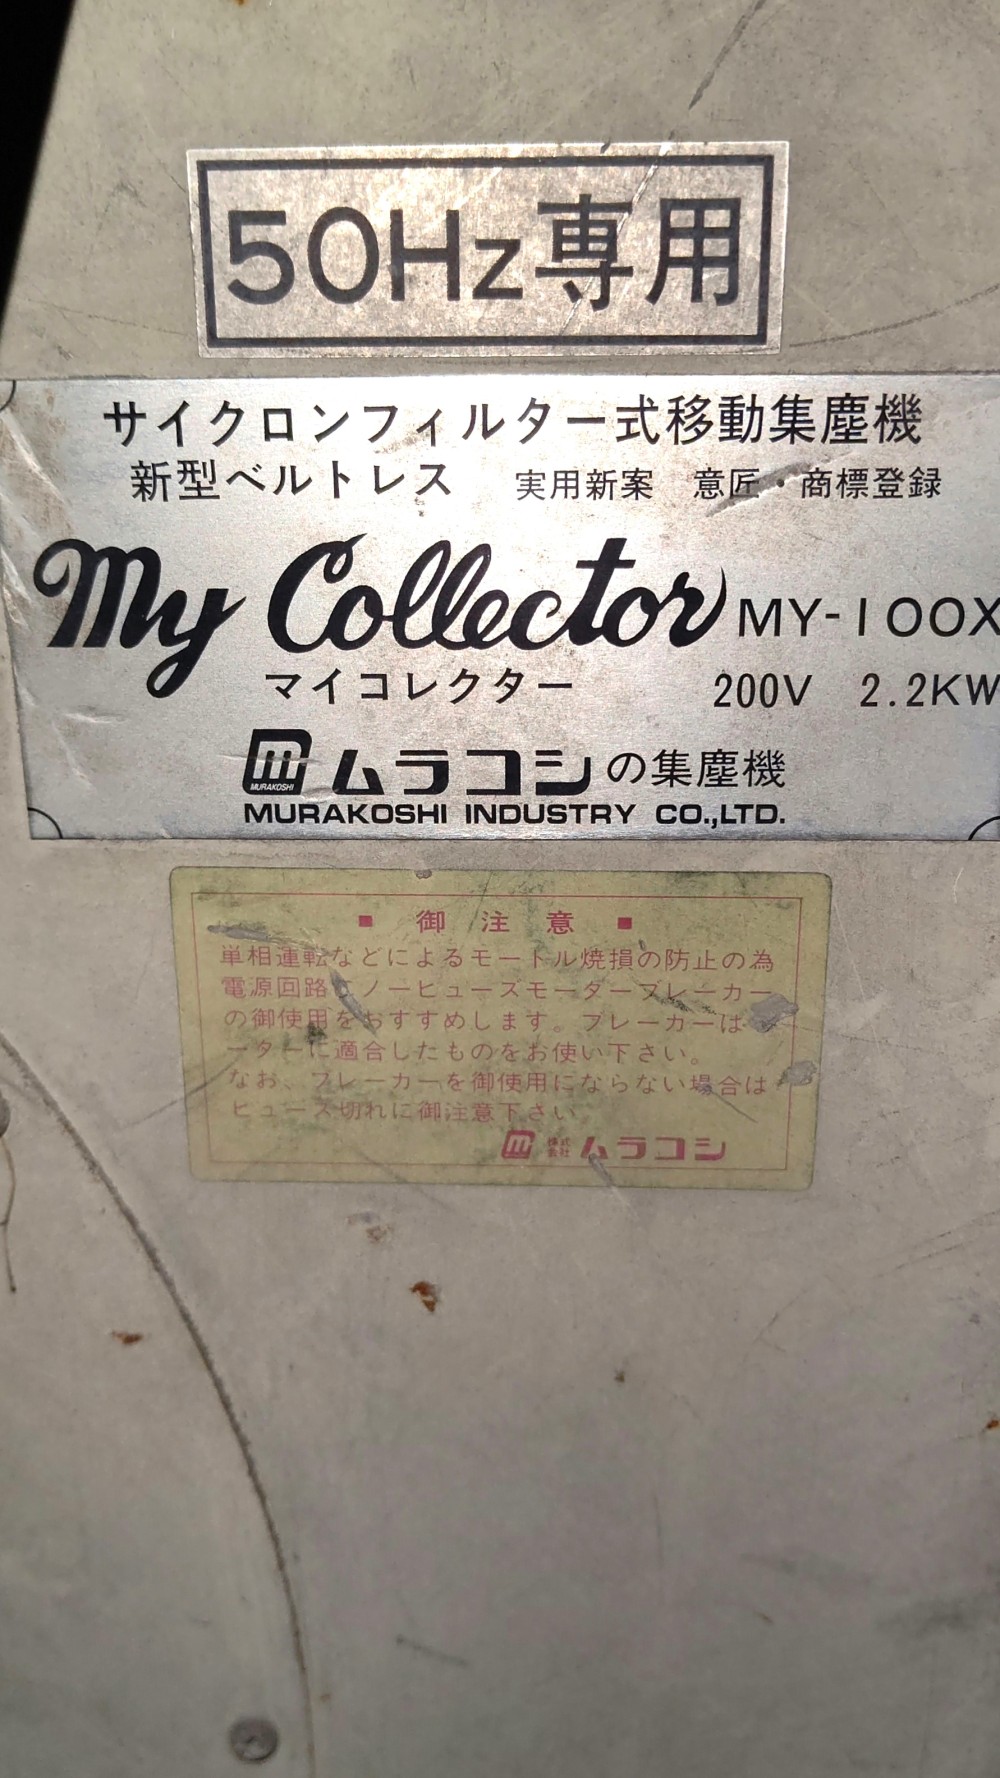 50Hz専用
サイクロンフィルター式移動集塵機
新型ベルトレス 実用新案 意匠・商標登録
My Collector MY-100X
マイコレクター 200V 2.2KW
m MURAKOSHI ムラコシの集塵機
MURAKOSHI INDUSTRY CO.,LTD.
■ 御注意 ■
単相運転などによるモートル焼損の防止の為
電源回路にノーヒューズモーターブレーカー
の御使用をおすすめします。ブレーカーは
ーターに適合したものをお使い下さい。
なお、ブレーカーを御使用にならない場合は
ヒューズ切れに御注意下さい
m 株式会社 ムラコシ